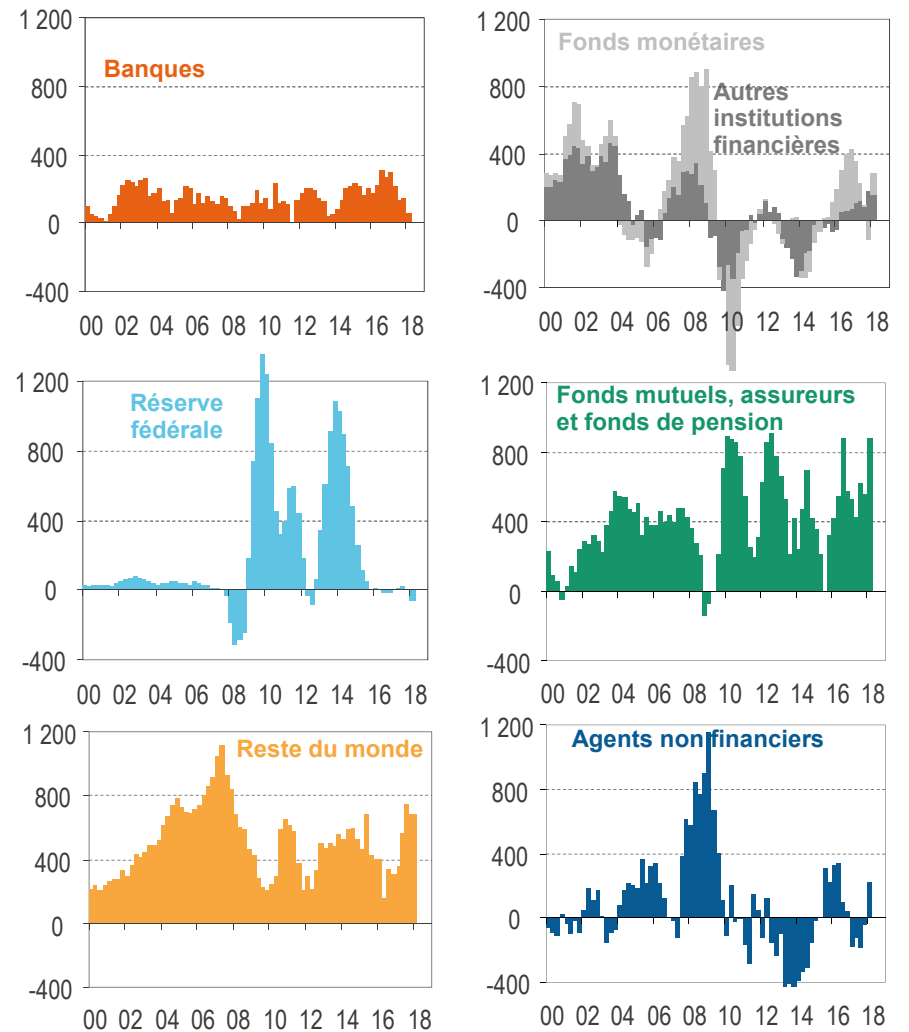 1 200
800
400
0
-400
Banques
00 02 04 06 08 10 12 14 16 18
1 200
800
400
0
-400
Fonds monétaires
Autres
institutions
financières
00 02 04 06 08 10 12 14 16 18
1 200
800
400
0
-400
Réserve
fédérale
00 02 04 06 08 10 12 14 16 18
1 200
800
400
0
-400
Fonds mutuels, assureurs
et fonds de pension
00 02 04 06 08 10 12 14 16 18
1 200
800
400
0
-400
Reste du monde
00 02 04 06 08 10 12 14 16 18
1 200
800
400
0
-400
Agents non financiers
00 02 04 06 08 10 12 14 16 18